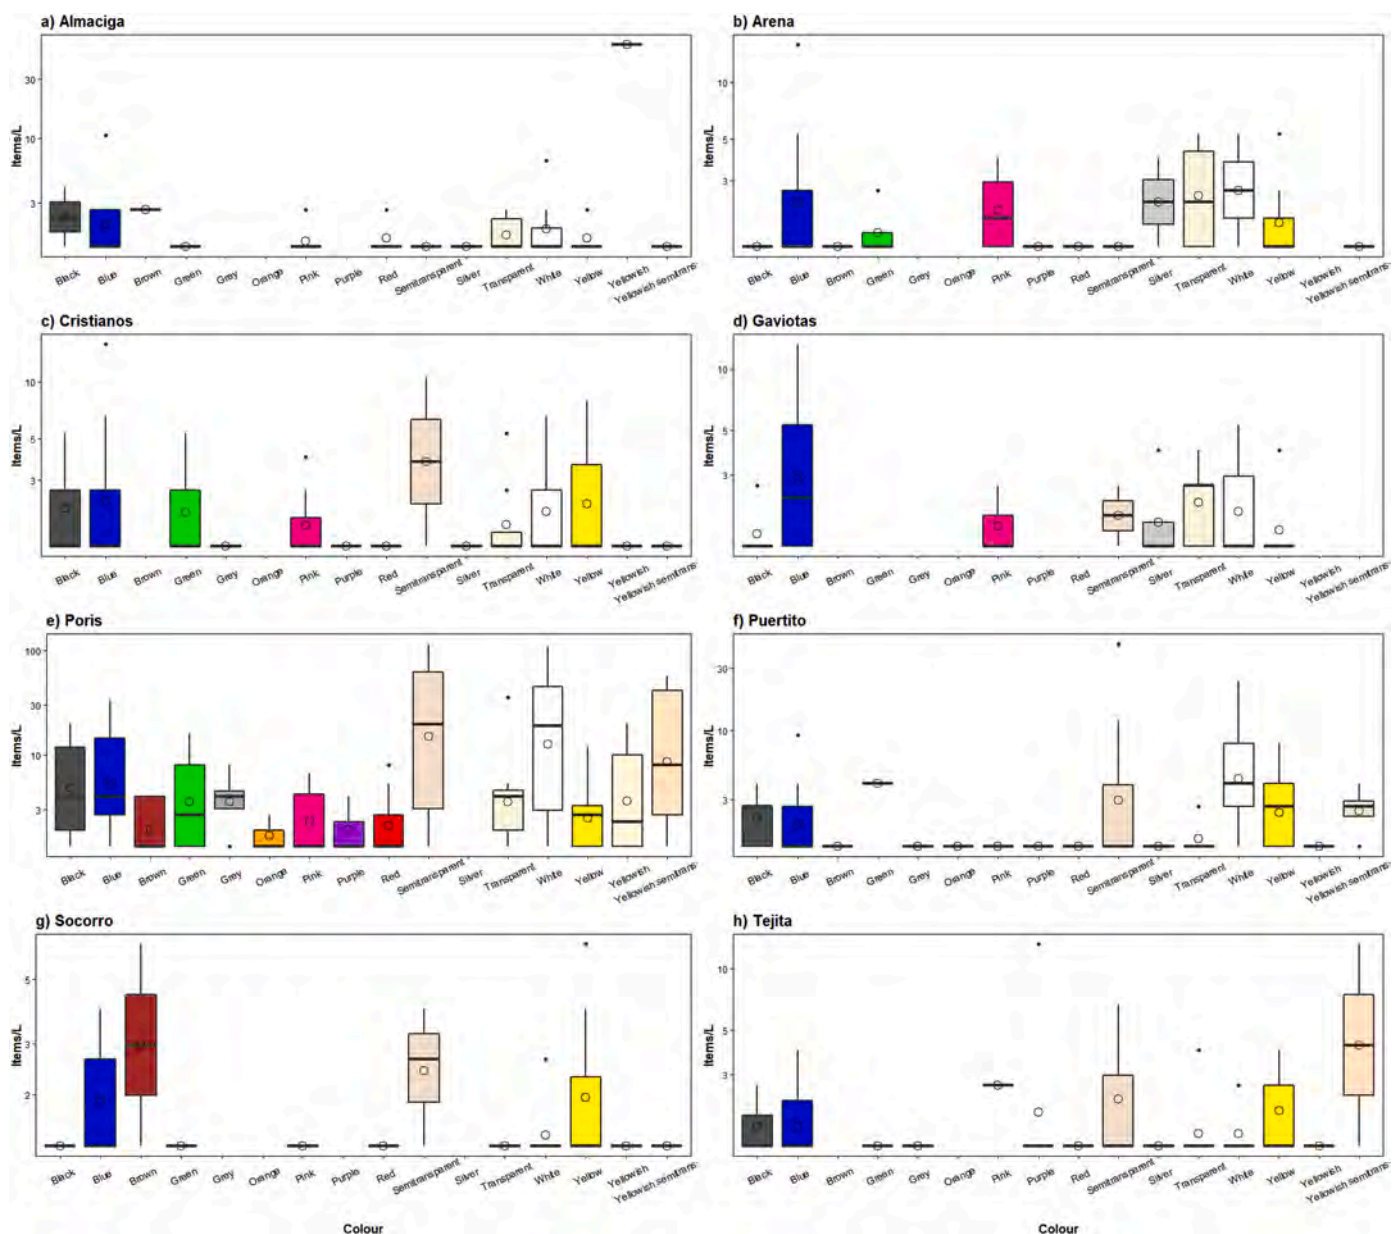 a) Almaciga
Items/L
30
10
3
Black Blue Brown Green Grey Orange Pink Purple Red Semitransparent Silver Transparent White Yellow Yellowish Yellowish semitrans
b) Arena
Items/L
10
5
3
Black Blue Brown Green Grey Orange Pink Purple Red Semitransparent Silver Transparent White Yellow Yellowish Yellowish semitrans
c) Cristianos
Items/L
10
5
3
Black Blue Brown Green Grey Orange Pink Purple Red Semitransparent Silver Transparent White Yellow Yellowish Yellowish semitrans
d) Gaviotas
Items/L
10
5
3
Black Blue Brown Green Grey Orange Pink Purple Red Semitransparent Silver Transparent White Yellow Yellowish Yellowish semitrans
e) Poris
Items/L
100
30
10
3
Black Blue Brown Green Grey Orange Pink Purple Red Semitransparent Silver Transparent White Yellow Yellowish Yellowish semitrans
f) Puertito
Items/L
30
10
3
Black Blue Brown Green Grey Orange Pink Purple Red Semitransparent Silver Transparent White Yellow Yellowish Yellowish semitrans
g) Socorro
Items/L
5
3
2
Black Blue Brown Green Grey Orange Pink Purple Red Semitransparent Silver Transparent White Yellow Yellowish Yellowish semitrans
Colour
h) Tejita
Items/L
10
5
3
Black Blue Brown Green Grey Orange Pink Purple Red Semitransparent Silver Transparent White Yellow Yellowish Yellowish semitrans
Colour